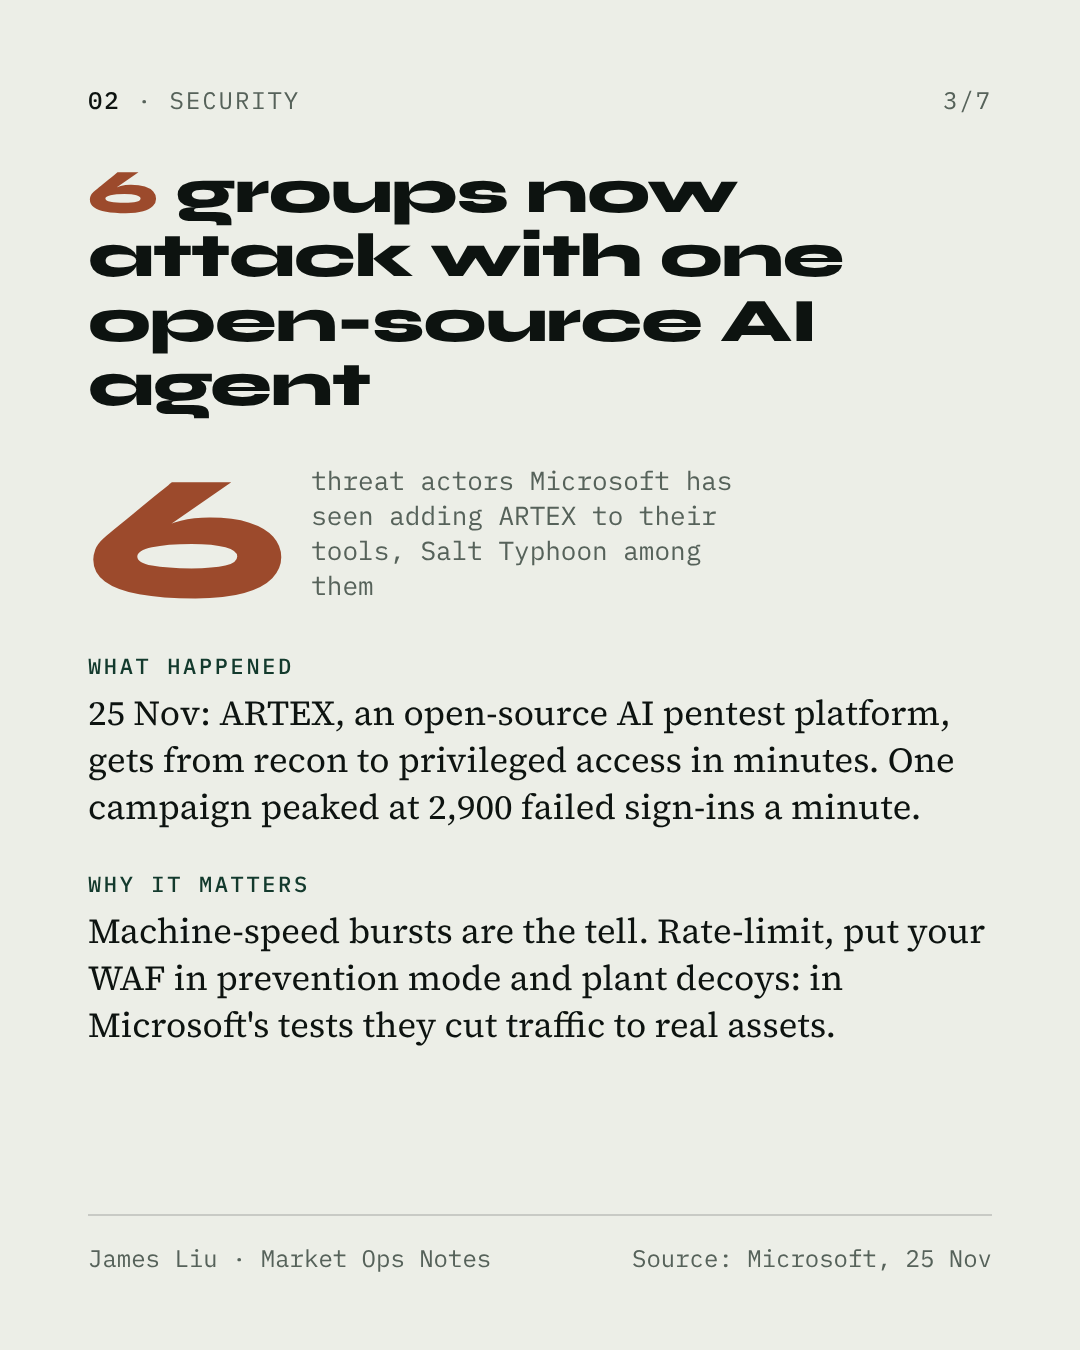 02 · SECURITY 3/7
6 groups now
attack with one
open-source AI
agent
6
threat actors Microsoft has
seen adding ARTEX to their
tools, Salt Typhoon among
them
WHAT HAPPENED
25 Nov: ARTEX, an open-source AI pentest platform,
gets from recon to privileged access in minutes. One
campaign peaked at 2,900 failed sign-ins a minute.
WHY IT MATTERS
Machine-speed bursts are the tell. Rate-limit, put your
WAF in prevention mode and plant decoys: in
Microsoft's tests they cut traffic to real assets.
James Liu · Market Ops Notes Source: Microsoft, 25 Nov